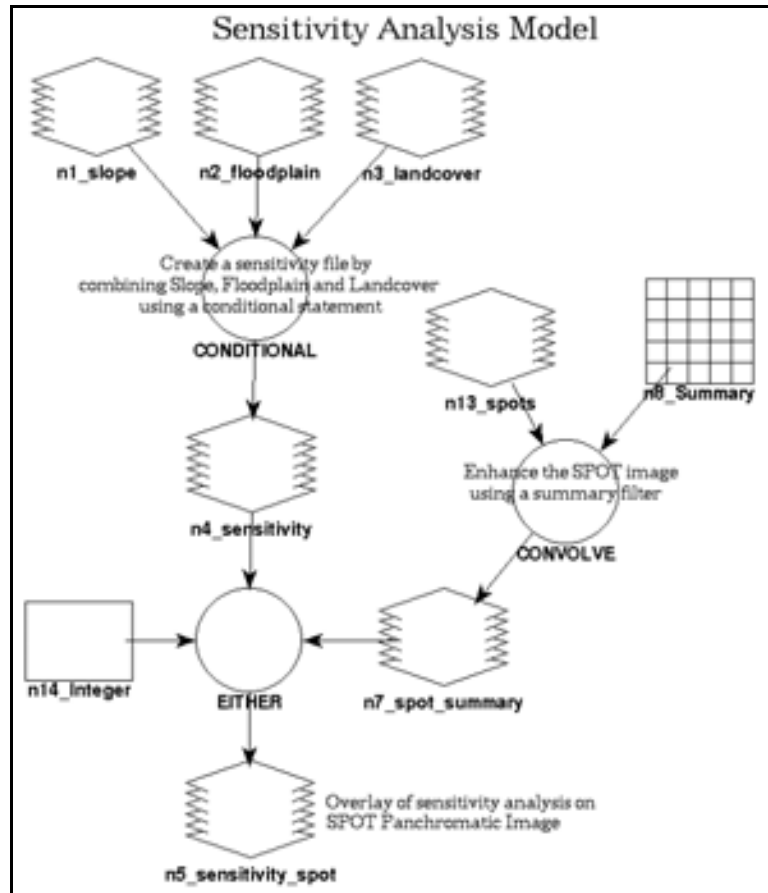 Sensitivity Analysis Model
n1_slope
n2_floodplain
n3_landcover
Create a sensitivity file by
combining Slope, Floodplain and Landcover
using a conditional statement
CONDITIONAL
n13_spots
n8_Summary
Enhance the SPOT image
using a summary filter
CONVOLVE
n4_sensitivity
n14_Integer
EITHER
n7_spot_summary
Overlay of sensitivity analysis on
SPOT Panchromatic Image
n5_sensitivity_spot